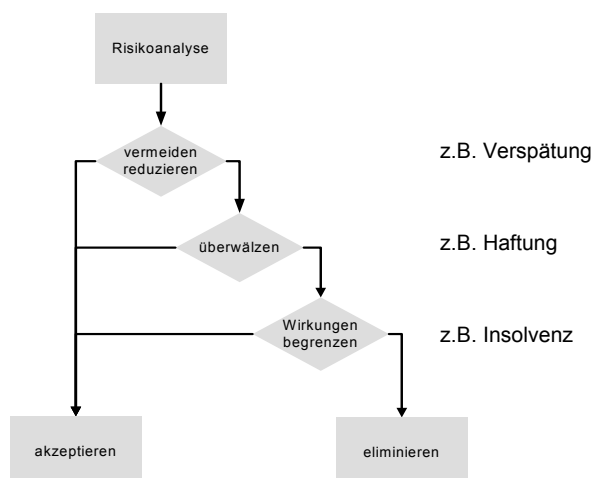 Risikoanalyse
vermeiden
reduzieren
z.B. Verspätung
überwälzen
z.B. Haftung
Wirkungen
begrenzen
z.B. Insolvenz
akzeptieren
eliminieren